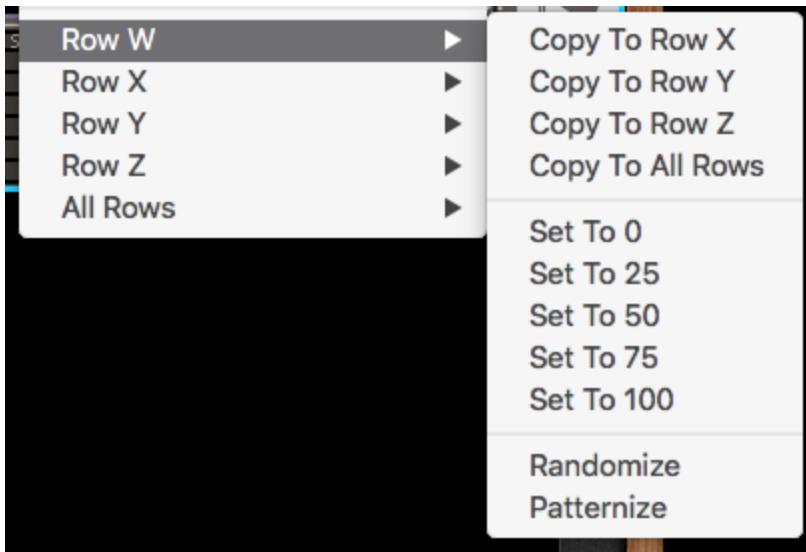 Row W
Row X
Row Y
Row Z
All Rows
Copy To Row X
Copy To Row Y
Copy To Row Z
Copy To All Rows
Set To 0
Set To 25
Set To 50
Set To 75
Set To 100
Randomize
Patternize